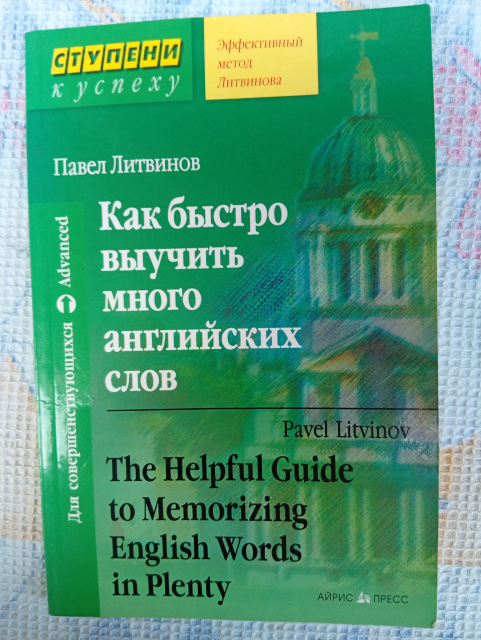 СТУПЕНИ
к успеху
Эффективный
метод
Литвинова
Павел Литвинов
Как быстро
выучить
много
английских
слов
Для совершенствующихся Advanced
Pavel Litvinov
The Helpful Guide
to Memorizing
English Words
in Plenty
АЙРИС ПРЕСС